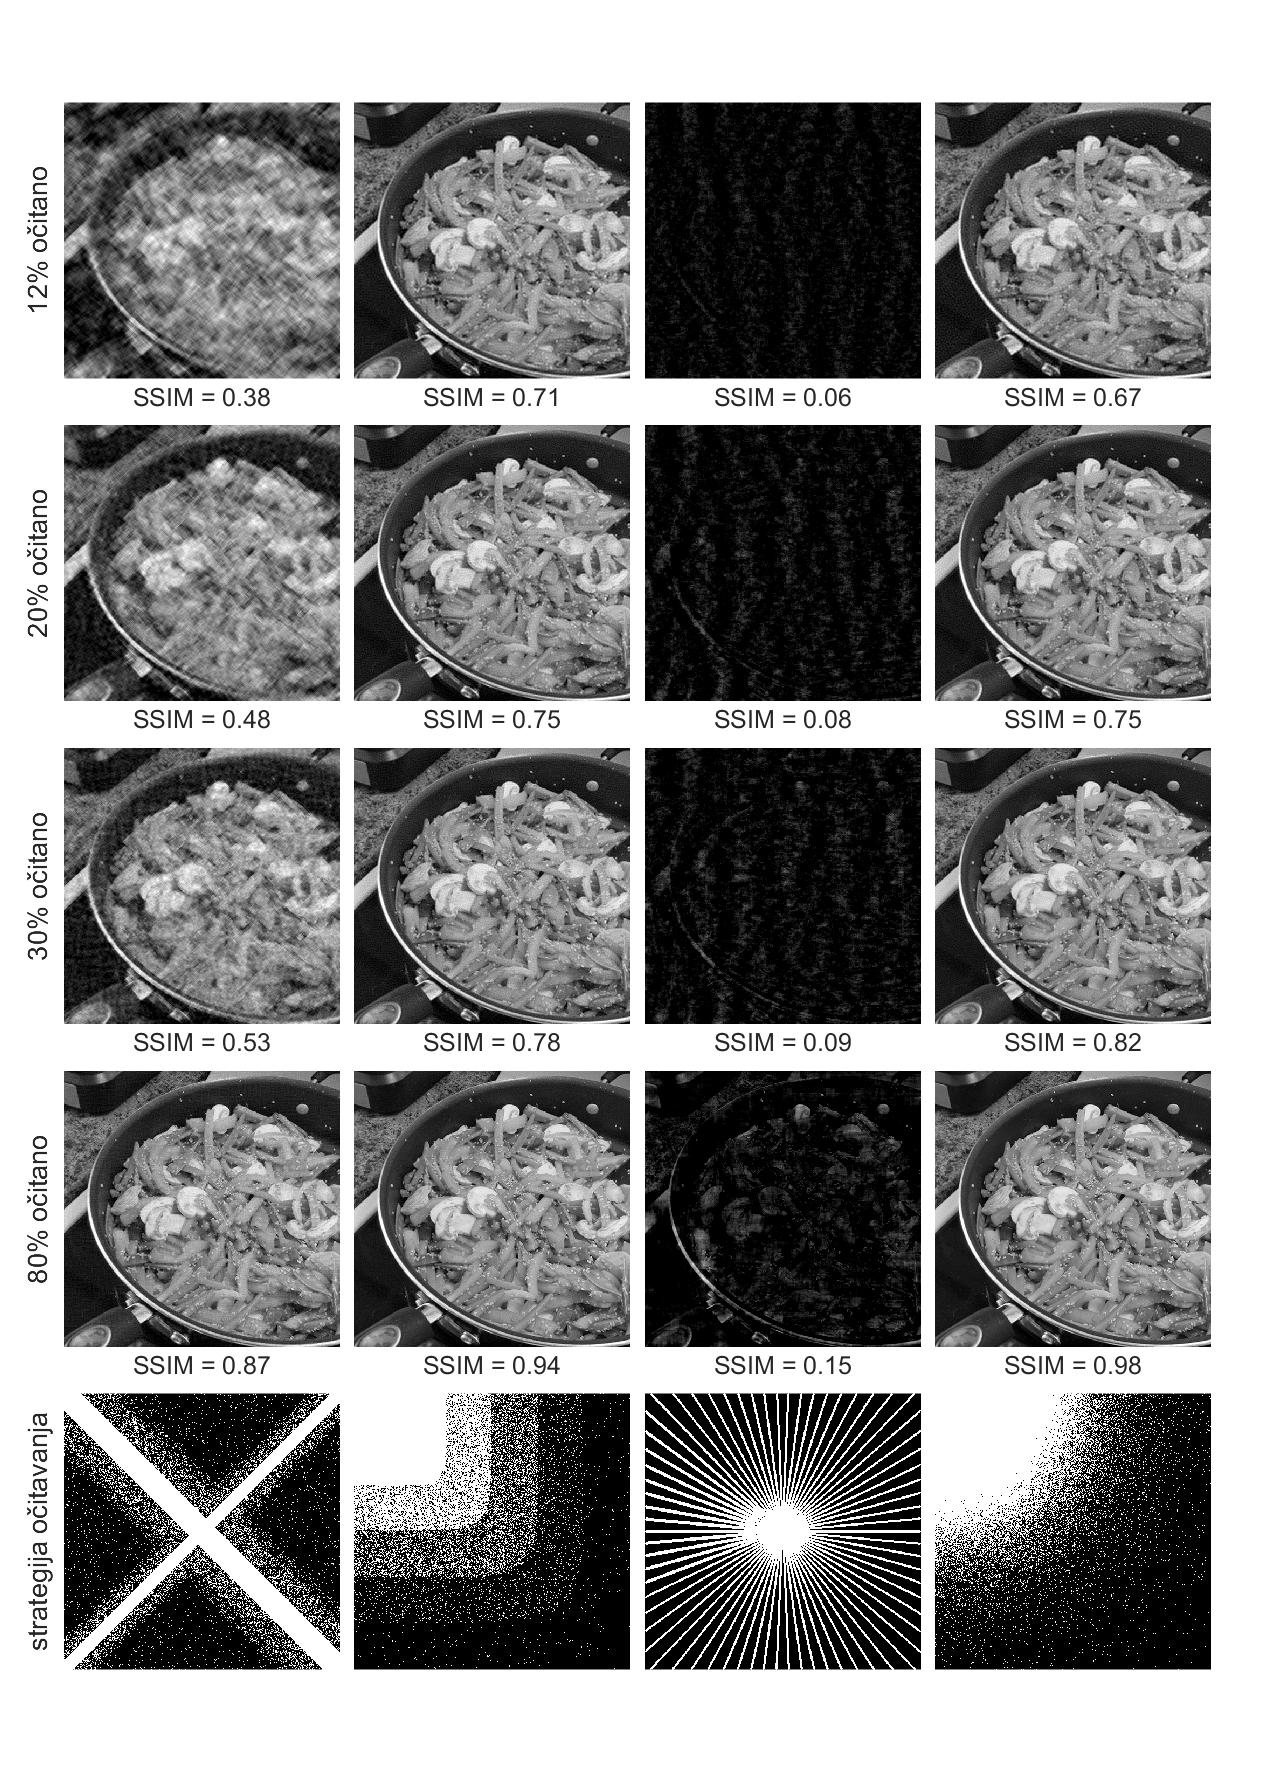 12% očitano
SSIM = 0.38
SSIM = 0.71
SSIM = 0.06
SSIM = 0.67
20% očitano
SSIM = 0.48
SSIM = 0.75
SSIM = 0.08
SSIM = 0.75
30% očitano
SSIM = 0.53
SSIM = 0.78
SSIM = 0.09
SSIM = 0.82
80% očitano
SSIM = 0.87
SSIM = 0.94
SSIM = 0.15
SSIM = 0.98
strategija očitavanja